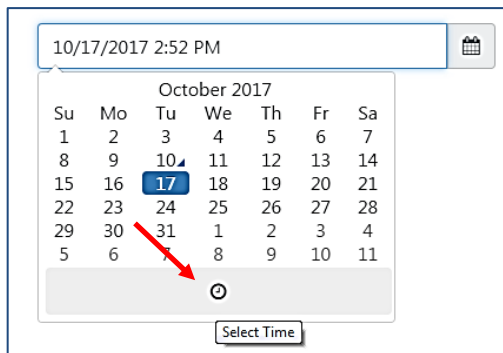 10/17/2017 2:52 PM
October 2017
Su Mo Tu We Th Fr Sa
1 2 3 4 5 6 7
8 9 10 11 12 13 14
15 16 17 18 19 20 21
22 23 24 25 26 27 28
29 30 31 1 2 3 4
5 6 7 8 9 10 11
Select Time